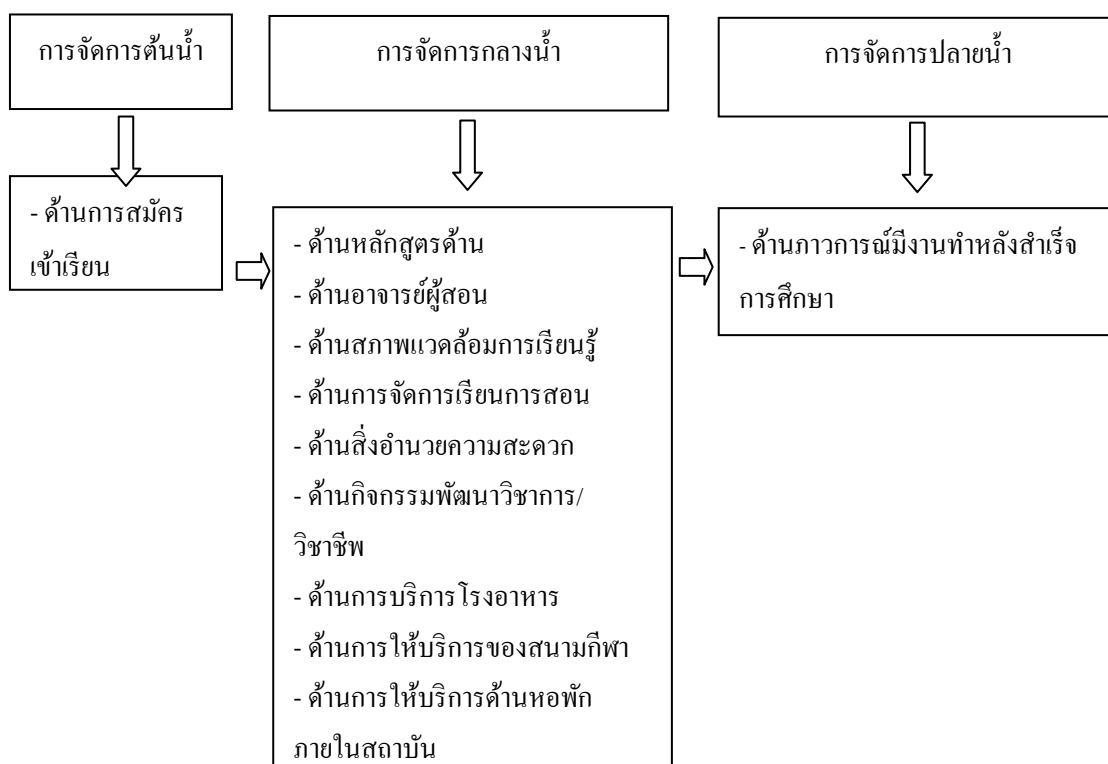 การจัดการต้นน้ำ
การจัดการกลางน้ำ
การจัดการปลายน้ำ
- ด้านการสมัคร
เข้าเรียน
- ด้านหลักสูตรด้าน
- ด้านอาจารย์ผู้สอน
- ด้านสภาพแวดล้อมการเรียนรู้
- ด้านการจัดการเรียนการสอน
- ด้านสิ่งอำนวยความสะดวก
- ด้านกิจกรรมพัฒนาวิชาการ/
วิชาชีพ
- ด้านการบริการโรงอาหาร
- ด้านการให้บริการของสนามกีฬา
- ด้านการให้บริการด้านหอพัก
ภายในสถาบัน
- ด้านภาวการณ์มีงานทำหลังสำเร็จ
การศึกษา